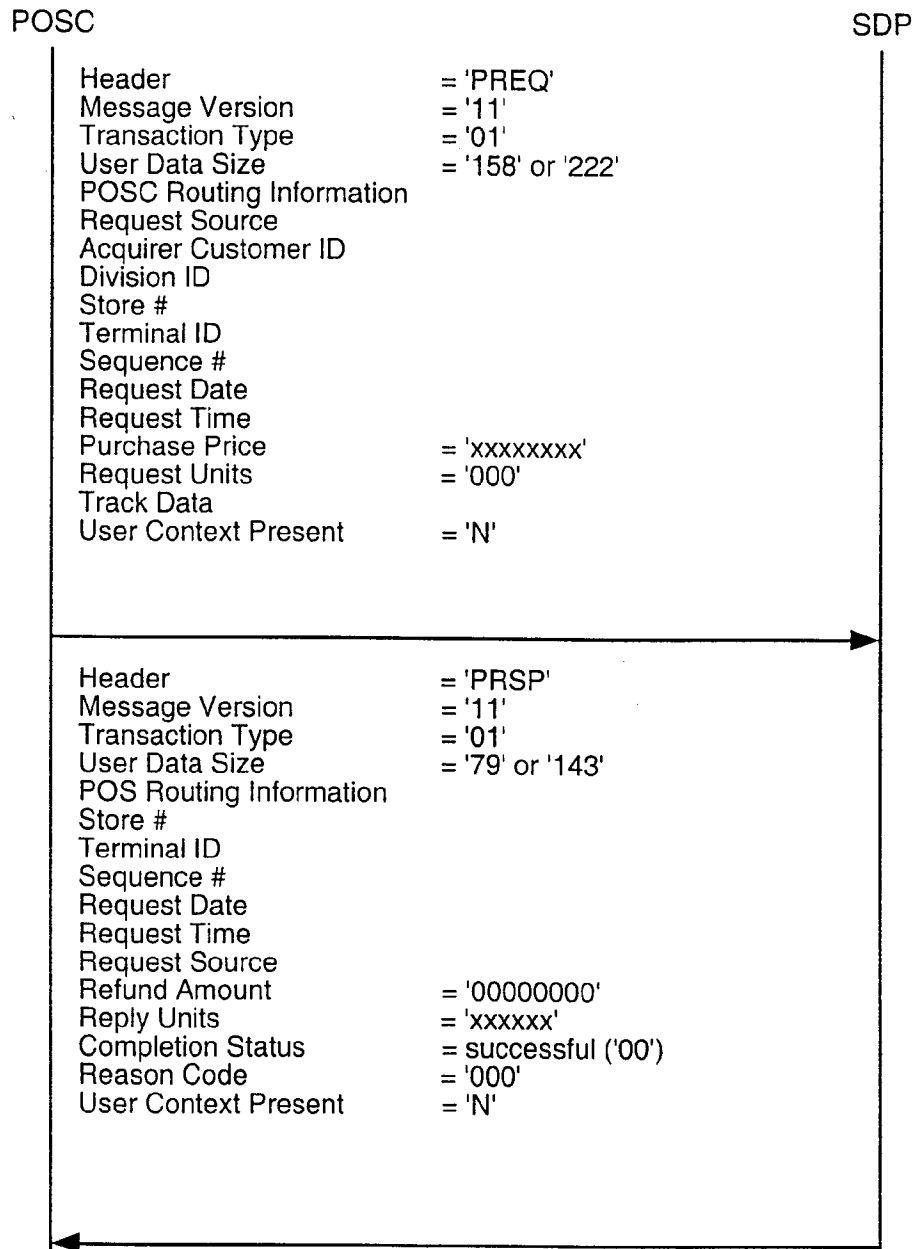 POSC SDP
Header = 'PREQ'
Message Version = '11'
Transaction Type = '01'
User Data Size = '158' or '222'
POSC Routing Information
Request Source
Acquirer Customer ID
Division ID
Store #
Terminal ID
Sequence #
Request Date
Request Time
Purchase Price = 'xxxxxxxx'
Request Units = '000'
Track Data
User Context Present = 'N'
Header = 'PRSP'
Message Version = '11'
Transaction Type = '01'
User Data Size = '79' or '143'
POS Routing Information
Store #
Terminal ID
Sequence #
Request Date
Request Time
Request Source
Refund Amount = '00000000'
Reply Units = 'xxxxxx'
Completion Status = successful ('00')
Reason Code = '000'
User Context Present = 'N'